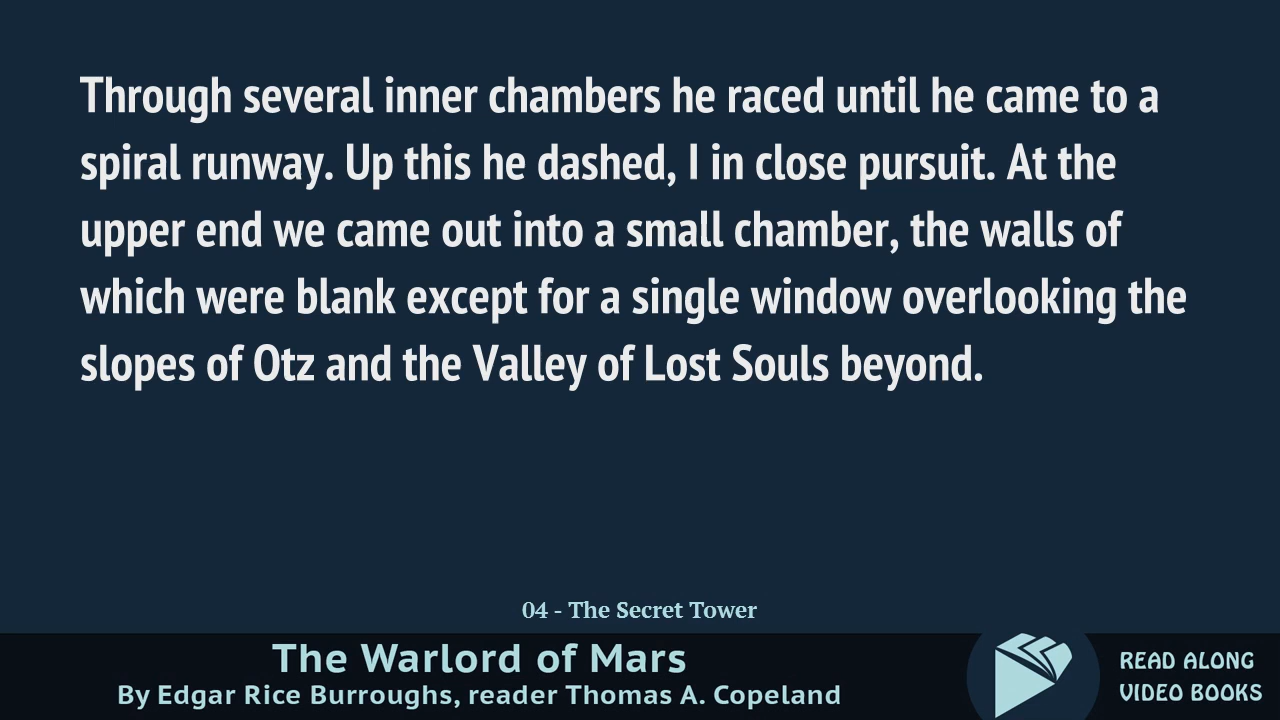 Through several inner chambers he raced until he came to a
spiral runway. Up this he dashed, I in close pursuit. At the
upper end we came out into a small chamber, the walls of
which were blank except for a single window overlooking the
slopes of Otz and the Valley of Lost Souls beyond.
04 - The Secret Tower
The Warlord of Mars
By Edgar Rice Burroughs, reader Thomas A. Copeland
READ ALONG
VIDEO BOOKS